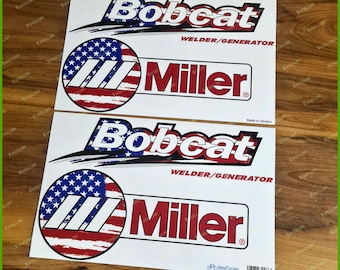 Bobcat
WELDER/GENERATOR
Miller®
Made in Ukraine
Bobcat
WELDER/GENERATOR
Miller®